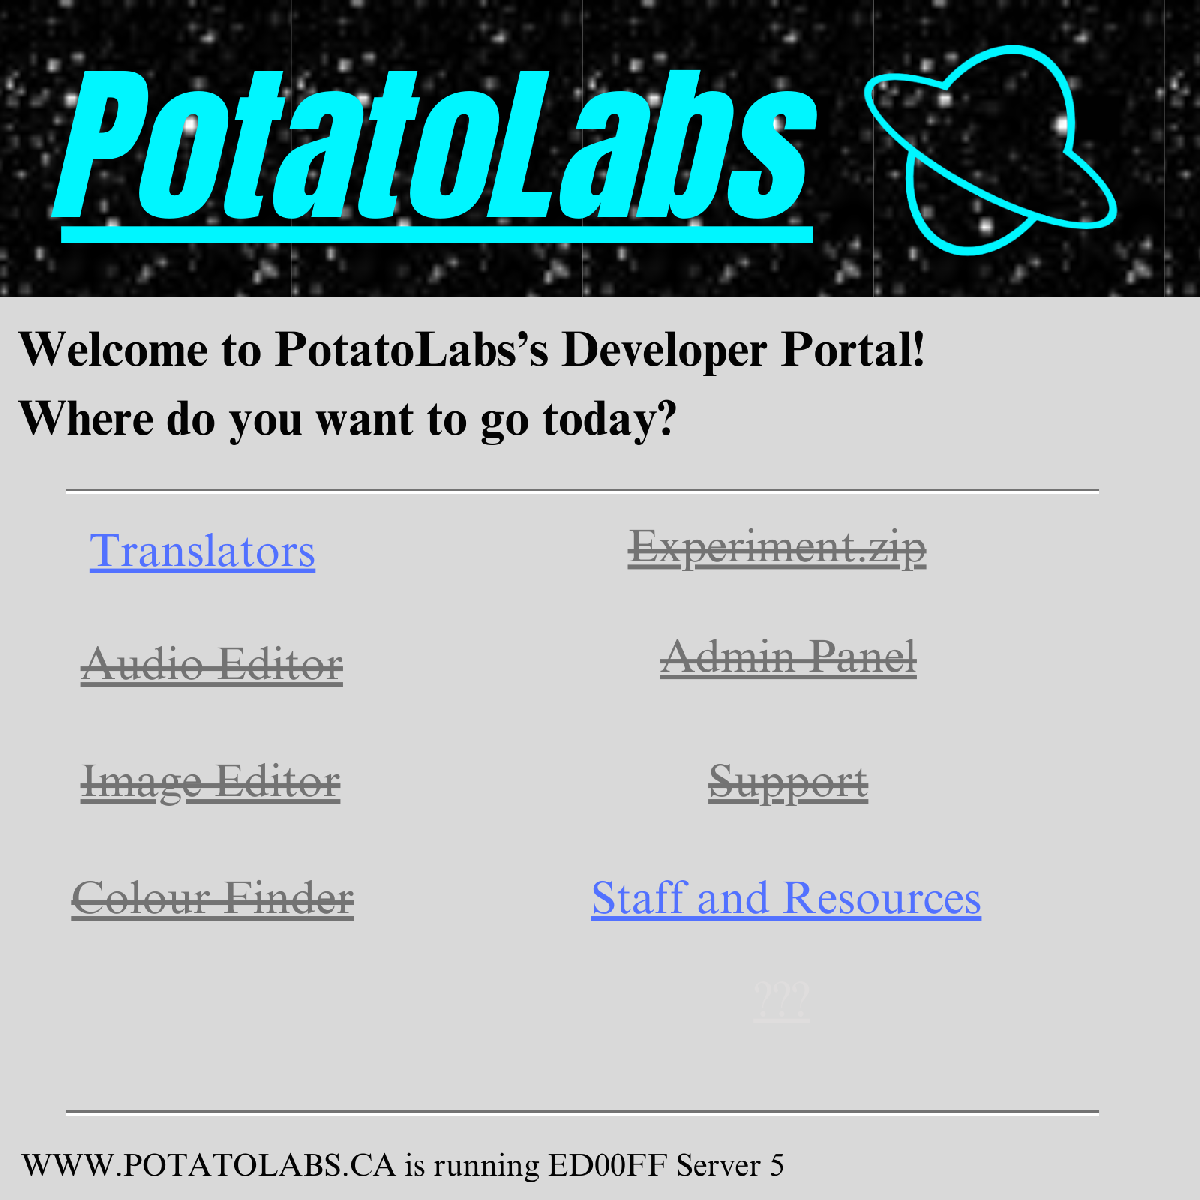 PotatoLabs
Welcome to PotatoLabs’s Developer Portal!
Where do you want to go today?
Translators
Experiment.zip
Audio Editor
Admin Panel
Image Editor
Support
Colour Finder
Staff and Resources
???
WWW.POTATOLABS.CA is running ED00FF Server 5